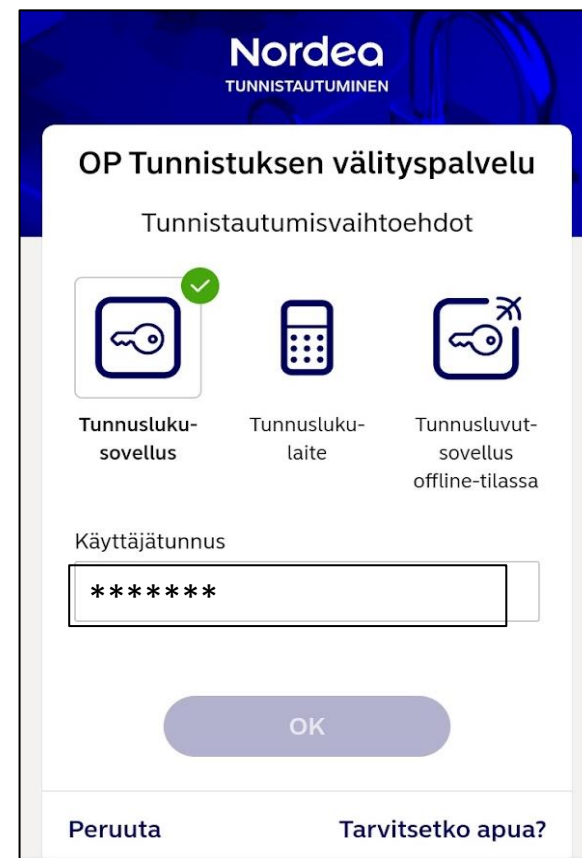 Nordea
TUNNISTAUTUMINEN
OP Tunnistuksen välityspalvelu
Tunnistautumisvaihtoehdot
Tunnusluku-
sovellus
Tunnusluku-
laite
Tunnusluvut-
sovellus
offline-tilassa
Käyttäjätunnus
*******
OK
Peruuta
Tarvitsetko apua?